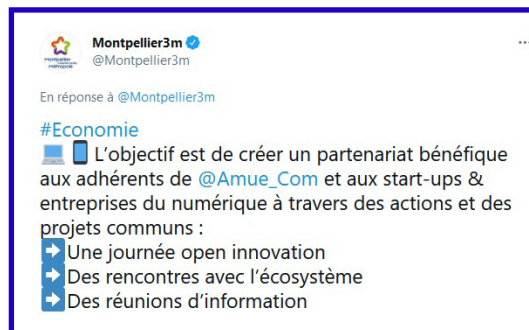 Montpellier3m
@Montpellier3m
...
En réponse à @Montpellier3m
#Economie
💻 📱 L’objectif est de créer un partenariat bénéfique
aux adhérents de @Amue_Com et aux start-ups &
entreprises du numérique à travers des actions et des
projets communs :
➡ Une journée open innovation
➡ Des rencontres avec l’écosystème
➡ Des réunions d’information